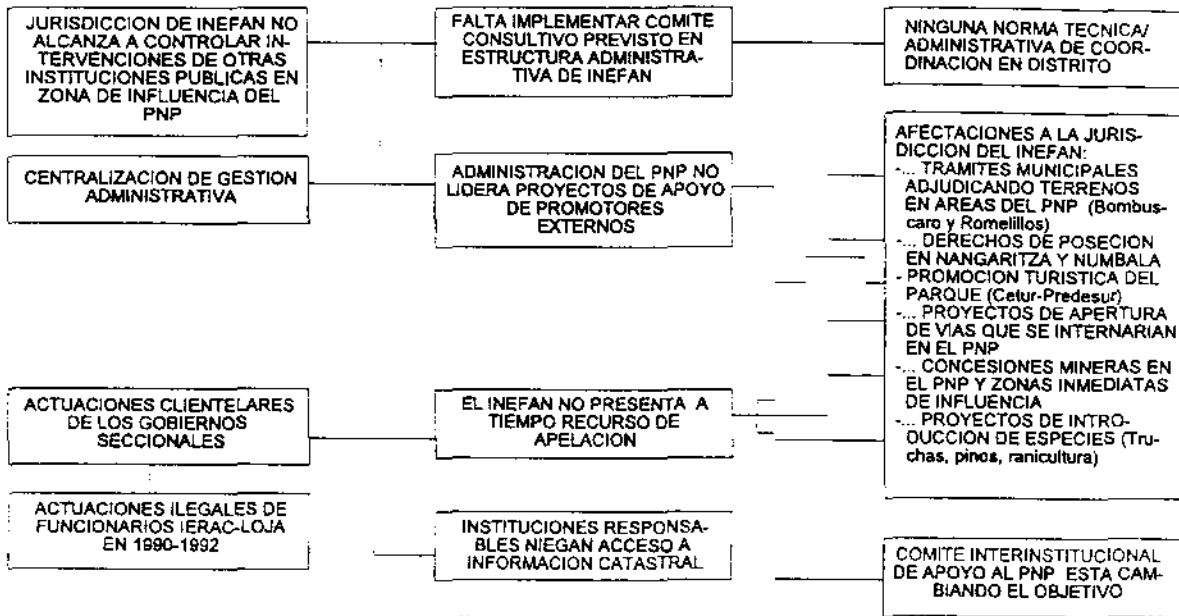 JURISDICCION DE INEFAN NO
ALCANZA A CONTROLAR IN-
TERVENCIONES DE OTRAS
INSTITUCIONES PUBLICAS EN
ZONA DE INFLUENCIA DEL
PNP
CENTRALIZACION DE GESTION
ADMINISTRATIVA
ACTUACIONES CLIENTELARES
DE LOS GOBIERNOS
SECCIONALES
ACTUACIONES ILEGALES DE
FUNCIONARIOS IERAC-LOJA
EN 1990-1992
FALTA IMPLEMENTAR COMITE
CONSULTIVO PREVISTO EN
ESTRUCTURA ADMINISTRA-
TIVA DE INEFAN
ADMINISTRACION DEL PNP NO
LIDERA PROYECTOS DE APOYO
DE PROMOTORES
EXTERNOS
EL INEFAN NO PRESENTA A
TIEMPO RECURSO DE
APELACION
INSTITUCIONES RESPONSA-
BLES NIEGAN ACCESO A
INFORMACION CATASTRAL
NINGUNA NORMA TECNICA/
ADMINISTRATIVA DE COOR-
DINACION EN DISTRITO
AFECTACIONES A LA JURIS-
DICCION DEL INEFAN:
-... TRAMITES MUNICIPALES
ADJUDICANDO TERRENOS
EN AREAS DEL PNP (Bombus-
caro y Romelillos)
-... DERECHOS DE POSECION
EN NANGARITZA Y NUMBALA
- PROMOCION TURISTICA DEL
PARQUE (Cetur-Predesur)
-... PROYECTOS DE APERTURA
DE VIAS QUE SE INTERNARIAN
EN EL PNP
-... CONCESIONES MINERAS EN
EL PNP Y ZONAS INMEDIATAS
DE INFLUENCIA
-... PROYECTOS DE INTRO-
DUCCION DE ESPECIES (Tru-
chas, pinos, ranicultura)
COMITE INTERINSTITUCIONAL
DE APOYO AL PNP ESTA CAM-
BIANDO EL OBJETIVO